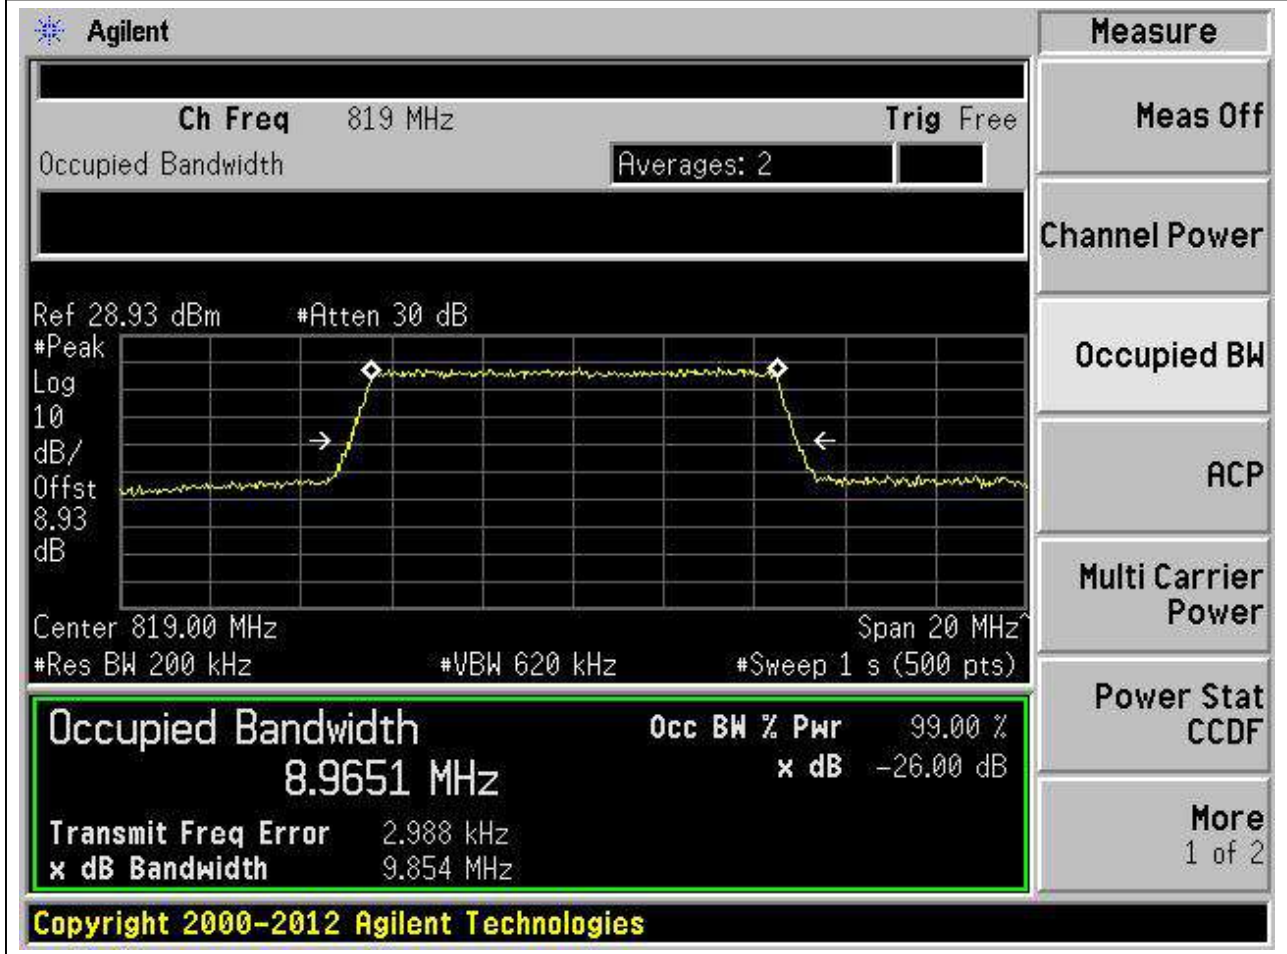 Agilent
Measure
Ch Freq 819 MHz Trig Free
Occupied Bandwidth Averages: 2
Ref 28.93 dBm #Atten 30 dB
#Peak
Log
10
dB/
Offst
8.93
dB
Center 819.00 MHz Span 20 MHz^
#Res BW 200 kHz #VBW 620 kHz #Sweep 1 s (500 pts)
Occupied Bandwidth Occ BW % Pwr 99.00 %
8.9651 MHz x dB -26.00 dB
Transmit Freq Error 2.988 kHz
x dB Bandwidth 9.854 MHz
Copyright 2000-2012 Agilent Technologies
Meas Off
Channel Power
Occupied BW
ACP
Multi Carrier
Power
Power Stat
CCDF
More
1 of 2